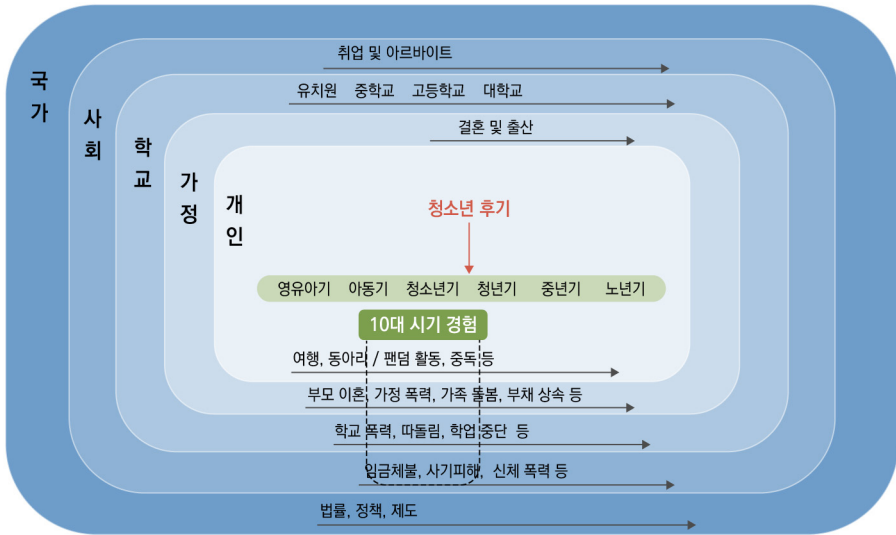 국가
사회
학교
가정
개인
취업 및 아르바이트
유치원 중학교 고등학교 대학교
결혼 및 출산
청소년 후기
영유아기 아동기 청소년기 청년기 중년기 노년기
10대 시기 경험
여행, 동아리 / 팬덤 활동, 중독 등
부모 이혼, 가정 폭력, 가족 돌봄, 부채 상속 등
학교 폭력, 따돌림, 학업 중단 등
임금체불, 사기피해, 신체 폭력 등
법률, 정책, 제도